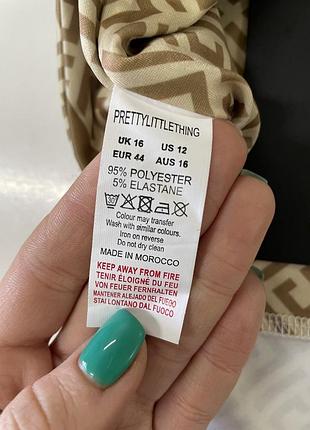 PRETTYLITTLETHING
UK 16 US 12
EUR 44 AUS 16
95% POLYESTER
5% ELASTANE
Colour may transfer
Wash with similar colours.
Iron on reverse
Do not dry clean
MADE IN MOROCCO
KEEP AWAY FROM FIRE
TENIR ÉLOIGNÉ DU FEU
VON FEUER FERNHALTEN
MANTENER ALEJADO DEL FUEGO
STAI LONTANO DAL FUOCO